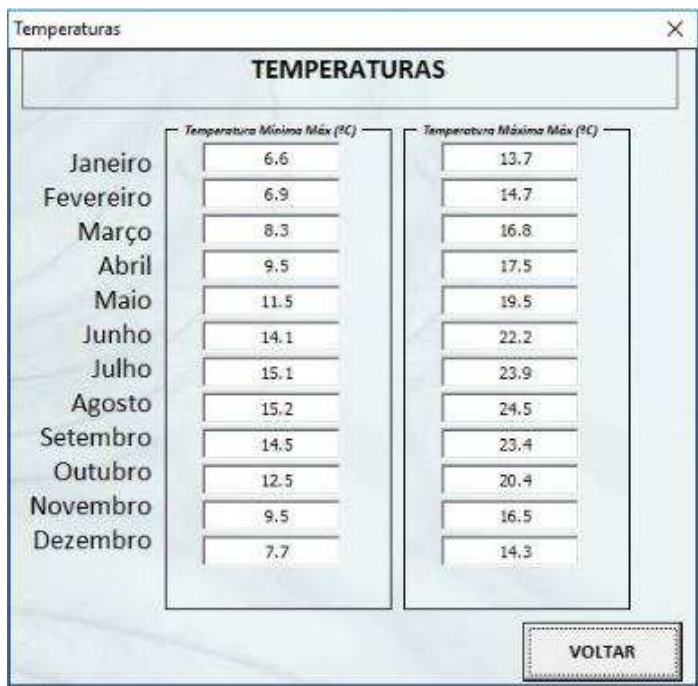 Temperaturas
TEMPERATURAS
Temperatura Mínima Máx (ºC) Temperatura Máxima Máx (ºC)
Janeiro 6.6 13.7
Fevereiro 6.9 14.7
Março 8.3 16.8
Abril 9.5 17.5
Maio 11.5 19.5
Junho 14.1 22.2
Julho 15.1 23.9
Agosto 15.2 24.5
Setembro 14.5 23.4
Outubro 12.5 20.4
Novembro 9.5 16.5
Dezembro 7.7 14.3
VOLTAR